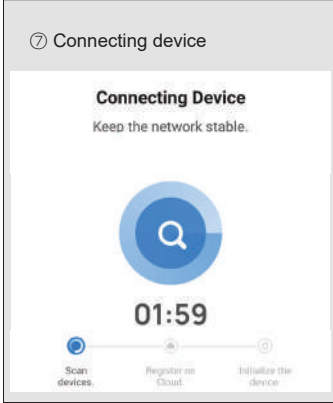 ⑦ Connecting device
Connecting Device
Keep the network stable.
01:59
Scan
devices.
Register on
Cloud.
Initialize the
device.